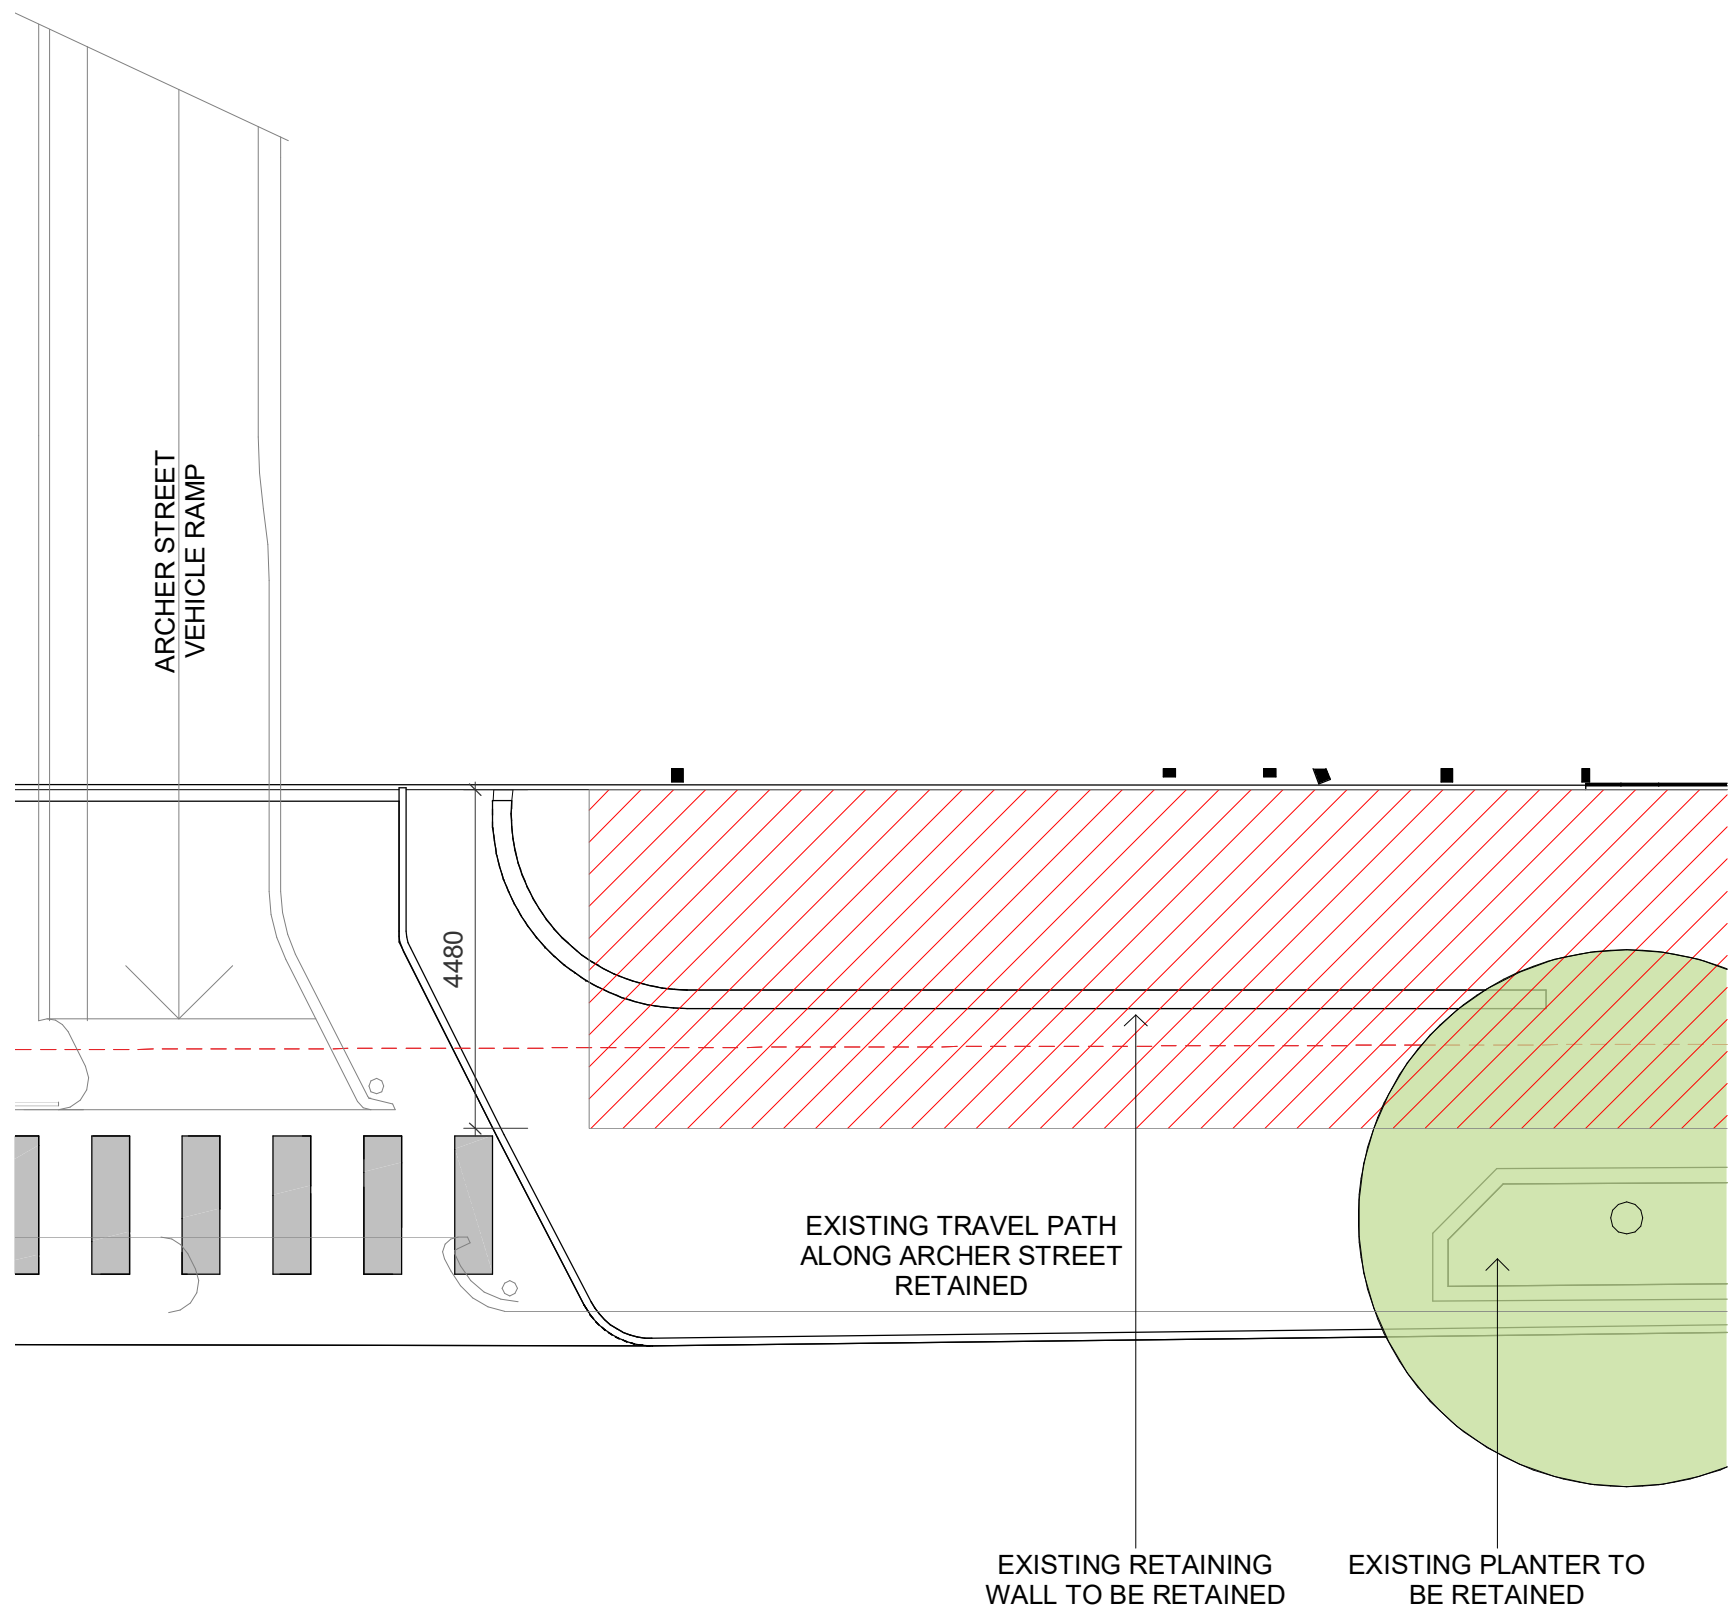 ARCHER STREET
VEHICLE RAMP
4480
EXISTING TRAVEL PATH
ALONG ARCHER STREET
RETAINED
EXISTING RETAINING
WALL TO BE RETAINED
EXISTING PLANTER TO
BE RETAINED